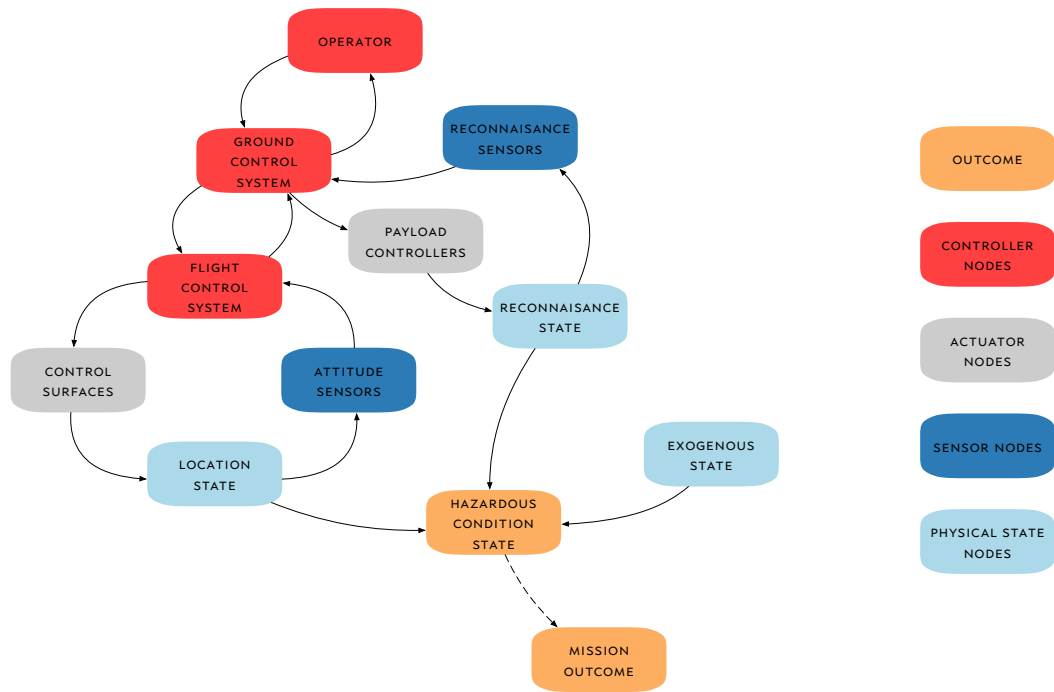 OPERATOR
RECONNAISANCE
SENSORS
GROUND
CONTROL
SYSTEM
PAYLOAD
CONTROLLERS
FLIGHT
CONTROL
SYSTEM
RECONNAISANCE
STATE
CONTROL
SURFACES
ATTITUDE
SENSORS
LOCATION
STATE
EXOGENOUS
STATE
HAZARDOUS
CONDITION
STATE
MISSION
OUTCOME
OUTCOME
CONTROLLER
NODES
ACTUATOR
NODES
SENSOR NODES
PHYSICAL STATE
NODES